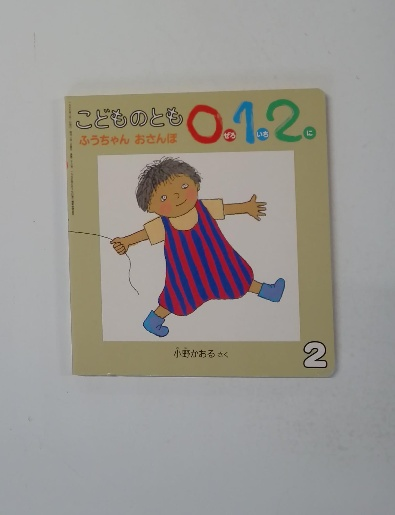 こどものとも 0.1.2.
ぜろ いち に
ふうちゃん おさんぽ
小野かおる さく
2